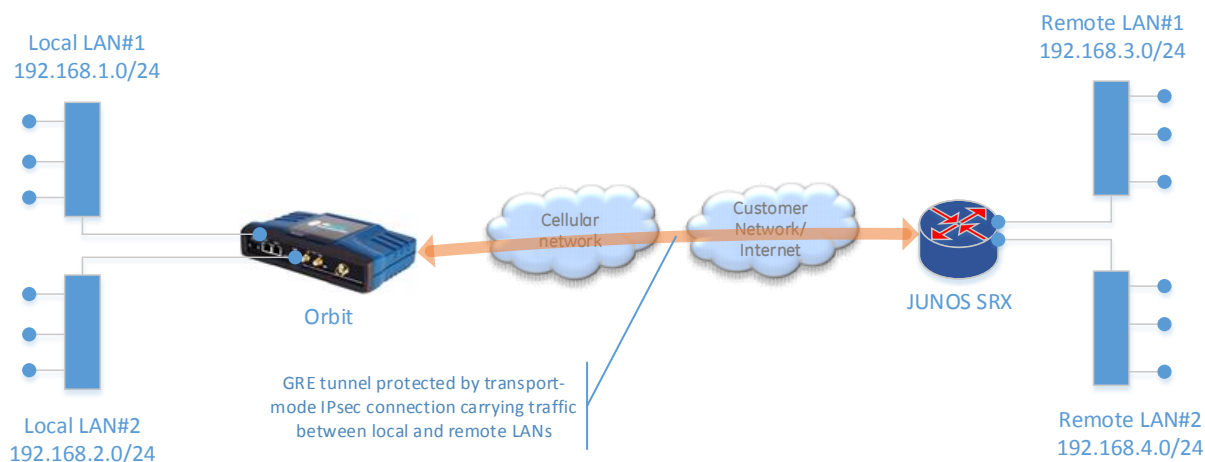 Local LAN#1
192.168.1.0/24
Remote LAN#1
192.168.3.0/24
Cellular
network
Customer
Network/
Internet
Orbit
JUNOS SRX
GRE tunnel protected by transport-
mode IPsec connection carrying traffic
between local and remote LANs
Local LAN#2
192.168.2.0/24
Remote LAN#2
192.168.4.0/24